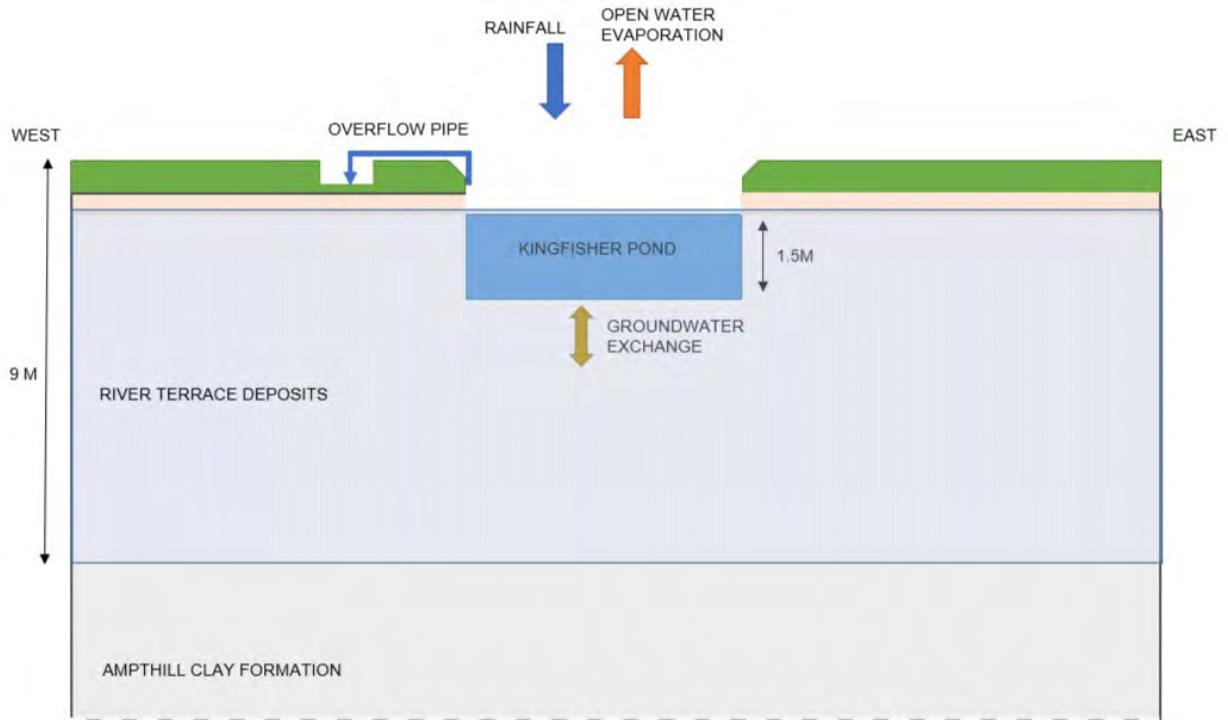 OPEN WATER
EVAPORATION
RAINFALL
WEST
OVERFLOW PIPE
EAST
KINGFISHER POND
1.5M
GROUNDWATER
EXCHANGE
9 M
RIVER TERRACE DEPOSITS
AMPTHILL CLAY FORMATION